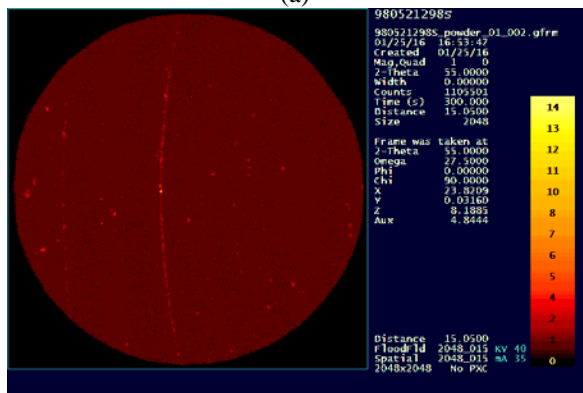 (a)
980521298S
980521298S_powder_01_002.gfrm
01/25/16 16:53:47
Created 01/25/16
Mag,Quad 1 0
2-Theta 55.0000
Width 0.00000
Counts 1105501
Time (s) 300.000
Distance 15.0500
Size 2048
Frame was taken at
2-Theta 55.0000
Omega 27.5000
Phi 0.00000
Chi 90.0000
X 23.8209
Y 0.03160
Z 8.1885
Aux 4.8444
14
13
12
11
10
9
8
7
6
5
4
3
2
1
0
Distance 15.0500
FloodFld 2048_015 KV 40
Spatial 2048_015 mA 35
2048x2048 No PXC